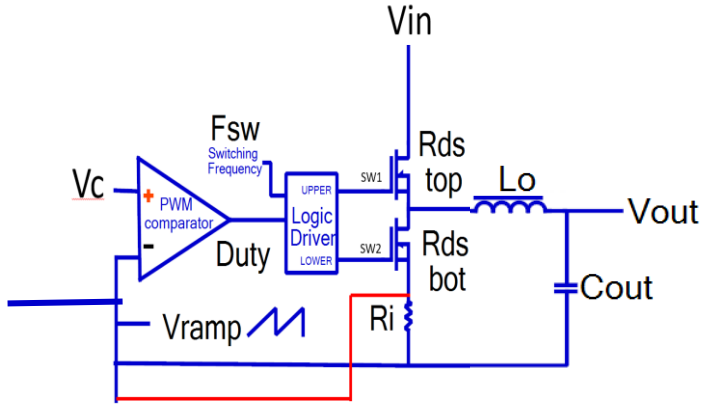 Vin
Fsw
Switching
Frequency
Rds
top
SW1
Lo
Vc
+
PWM
comparator
-
UPPER
Logic
Driver
LOWER
Vout
Duty
SW2
Rds
bot
Cout
Vramp
Ri